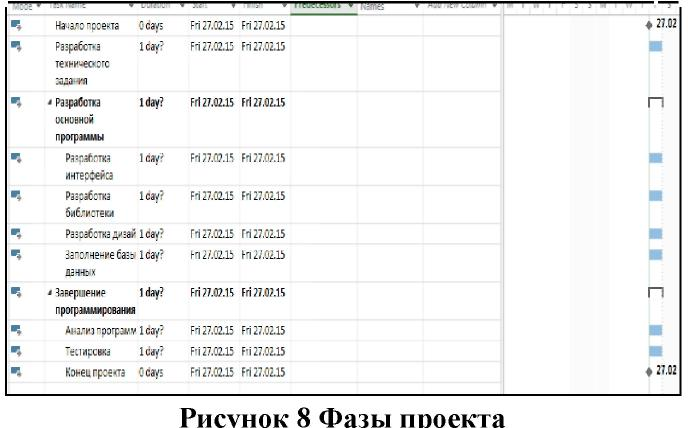 Mode Task Name Duration Start Finish Predecessors Names Add New Column M T W T F S S M T W T F S
Начало проекта 0 days Fri 27.02.15 Fri 27.02.15 27.02
Разработка 1 day? Fri 27.02.15 Fri 27.02.15
технического
задания
Разработка 1 day? Fri 27.02.15 Fri 27.02.15
основной
программы
Разработка 1 day? Fri 27.02.15 Fri 27.02.15
интерфейса
Разработка 1 day? Fri 27.02.15 Fri 27.02.15
библиотеки
Разработка дизай 1 day? Fri 27.02.15 Fri 27.02.15
Заполнение базы 1 day? Fri 27.02.15 Fri 27.02.15
данных
Завершение 1 day? Fri 27.02.15 Fri 27.02.15
программирования
Анализ программ 1 day? Fri 27.02.15 Fri 27.02.15
Тестировка 1 day? Fri 27.02.15 Fri 27.02.15
Конец проекта 0 days Fri 27.02.15 Fri 27.02.15 27.02
Рисунок 8 Фазы проекта